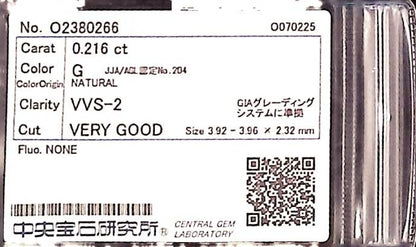 No. O2380266 O070225
Carat 0.216 ct
Color G JJA/AGL認定No.204
ColorOrigin NATURAL
Clarity VVS-2 GIAグレーディング
システムに準拠
Cut VERY GOOD Size 3.92 - 3.96 × 2.32 mm
Fluo. NONE
中央宝石研究所® CENTRAL GEM
LABORATORY